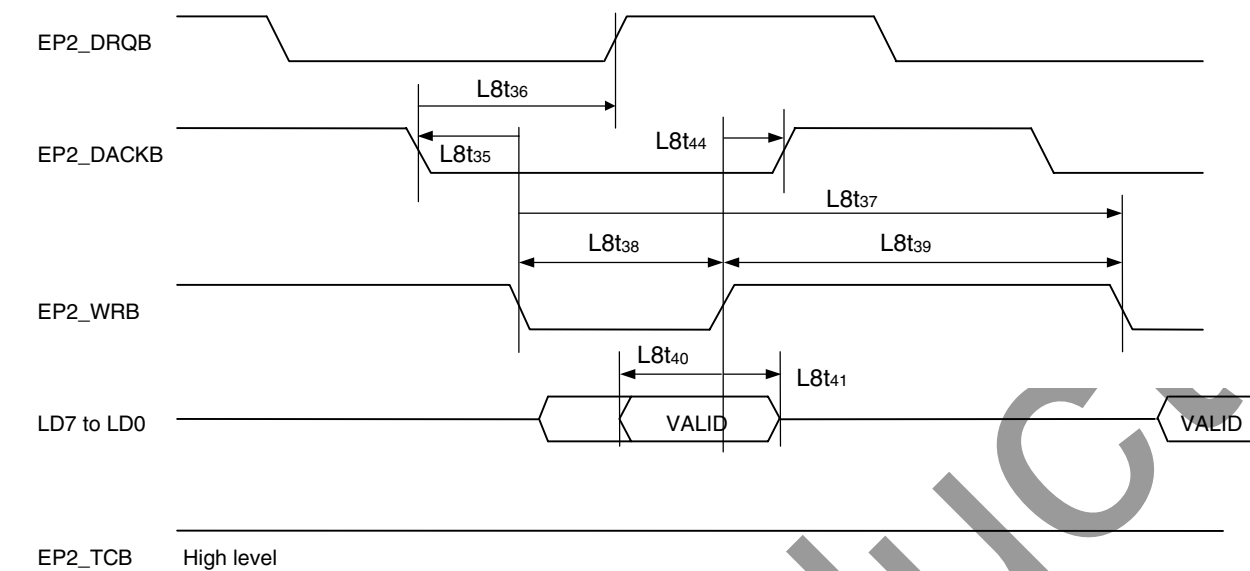 EP2_DRQB
L8t36
EP2_DACKB
L8t35
L8t44
L8t37
L8t38
L8t39
EP2_WRB
L8t40
L8t41
LD7 to LD0
VALID
VALID
EP2_TCB High level